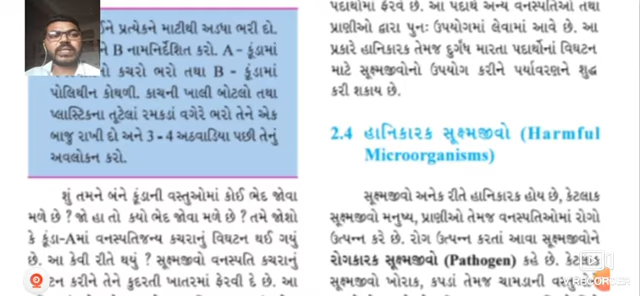 ઈને પ્રત્યેકને માટીથી અડધા ભરી દો.
ને B નામનિર્દેશિત કરો. A - કૂંડામાં
કચરો ભરો તથા B - કૂંડામાં
પોલિથીન કોથળી. કાચની ખાલી બોટલો તથા
પ્લાસ્ટિકના તૂટેલાં રમકડાં વગેરે ભરો તેને એક
બાજુ રાખી દો અને 3 - 4 અઠવાડિયા પછી તેનું
અવલોકન કરો.
શું તમને બંને કૂંડાની વસ્તુઓમાં કોઈ ભેદ જોવા
મળે છે ? જો હા તો કયો ભેદ જોવા મળે છે ? તમે જોશો
કે કૂંડા-Aમાં વનસ્પતિજન્ય કચરાનું વિઘટન થઈ ગયું
છે. આ કેવી રીતે થયું ? સૂક્ષ્મજીવો વનસ્પતિ કચરાનું
ઘટન કરીને તેને કુદરતી ખાતરમાં ફેરવી દે છે. આ
પદાર્થમાં ફેરવે છે. આ પદાર્થ અન્ય વનસ્પતિઓ તથા
પ્રાણીઓ દ્વારા પુનઃ ઉપયોગમાં લેવામાં આવે છે. આ
પ્રકારે હાનિકારક તેમજ દુર્ગંધ મારતા પદાર્થોનાં વિઘટન
માટે સૂક્ષ્મજીવોનો ઉપયોગ કરીને પર્યાવરણને શુદ્ધ
કરી શકાય છે.
2.4 હાનિકારક સૂક્ષ્મજીવો (Harmful
Microorganisms)
સૂક્ષ્મજીવો અનેક રીતે હાનિકારક હોય છે, કેટલાક
સૂક્ષ્મજીવો મનુષ્ય, પ્રાણીઓ તેમજ વનસ્પતિઓમાં રોગો
ઉત્પન્ન કરે છે. રોગ ઉત્પન્ન કરતાં આવા સૂક્ષ્મજીવોને
રોગકારક સૂક્ષ્મજીવો (Pathogen) કહે છે. કેટલાક
સૂક્ષ્મજીવો ખોરાક, કપડાં તેમજ ચામડાની વસ્તુ
RECORDER